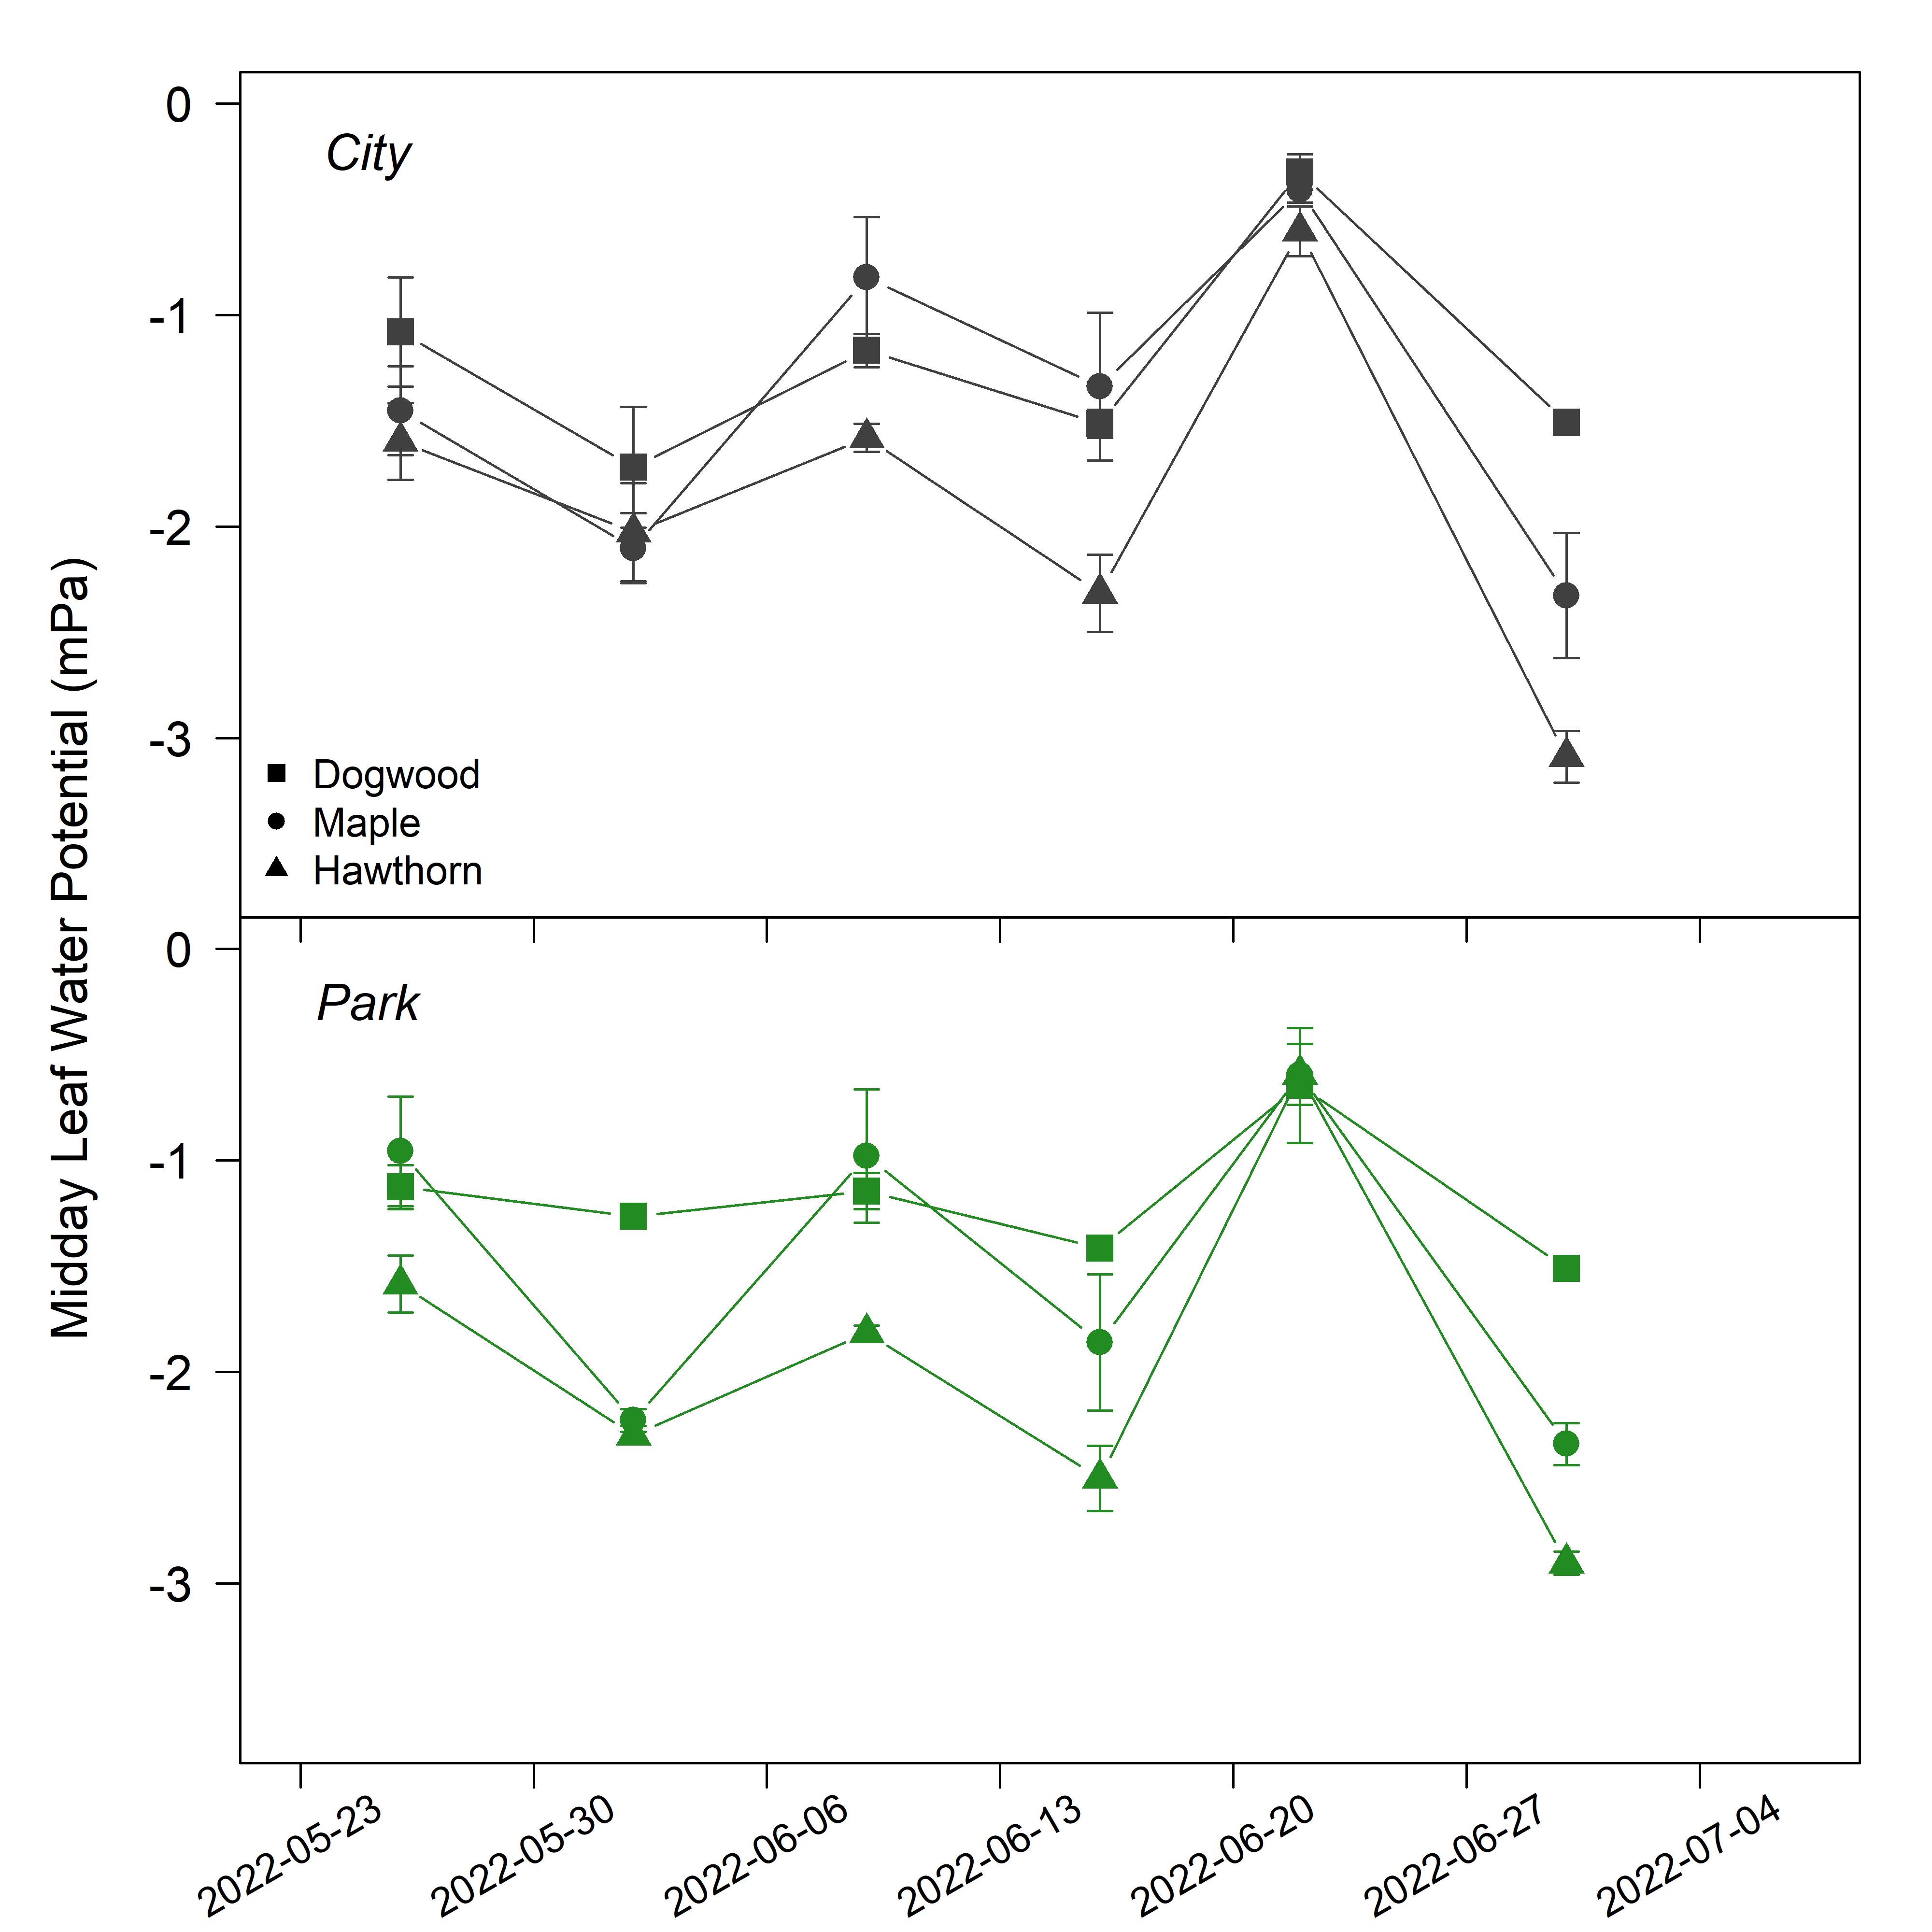 Midday Leaf Water Potential (mPa)
0
-1
-2
-3
City
Dogwood
Maple
Hawthorn
0
-1
-2
-3
Park
2022-05-23
2022-05-30
2022-06-06
2022-06-13
2022-06-20
2022-06-27
2022-07-04